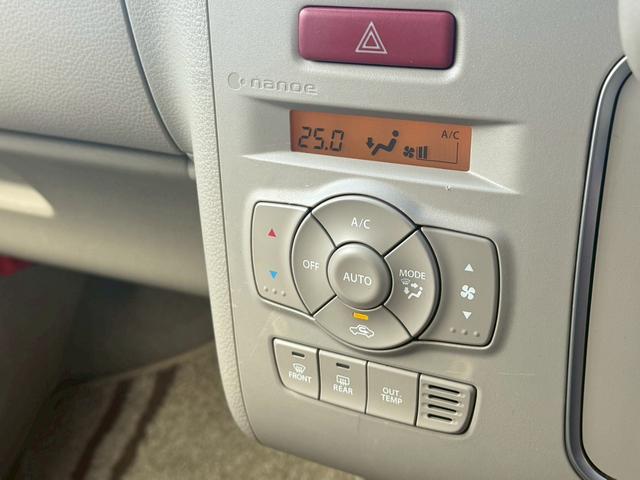 nanoe
25.0
A/C
A/C
OFF
AUTO
MODE
FRONT
REAR
OUT.
TEMP